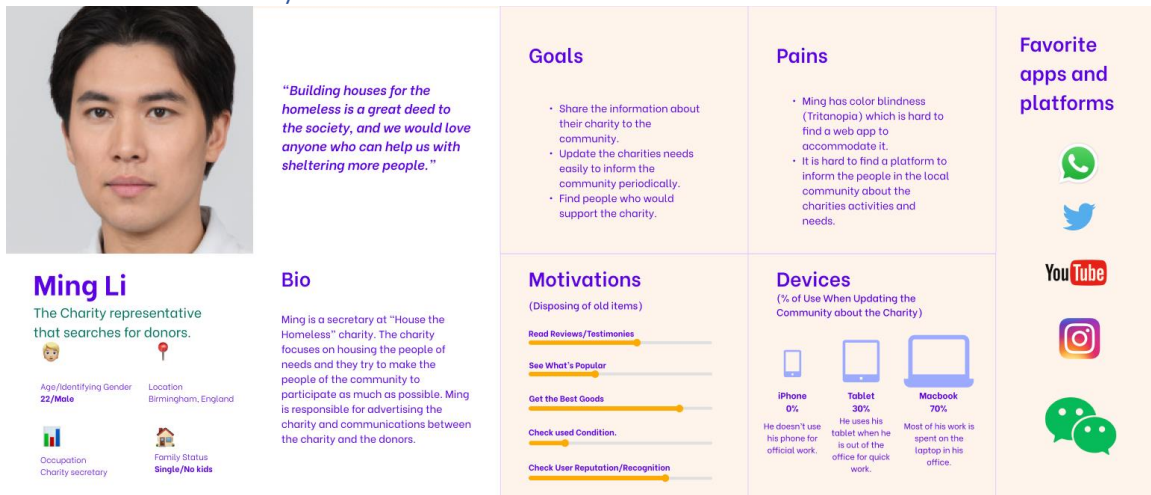 “Building houses for the
homeless is a great deed to
the society, and we would love
anyone who can help us with
sheltering more people.”
Goals
• Share the information about
their charity to the
community.
• Update the charities needs
easily to inform the
community periodically.
• Find people who would
support the charity.
Pains
• Ming has color blindness
(Tritanopia) which is hard to
find a web app to
accommodate it.
• It is hard to find a platform to
inform the people in the local
community about the
charities activities and
needs.
Favorite
apps and
platforms
YouTube
Ming Li
The Charity representative
that searches for donors.
Age/Identifying Gender
22/Male
Location
Birmingham, England
Occupation
Charity secretary
Family Status
Single/No kids
Bio
Ming is a secretary at “House the
Homeless” charity. The charity
focuses on housing the people of
needs and they try to make the
people of the community to
participate as much as possible. Ming
is responsible for advertising the
charity and communications between
the charity and the donors.
Motivations
(Disposing of old items)
Read Reviews/Testimonies
See What's Popular
Get the Best Goods
Check used Condition.
Check User Reputation/Recognition
Devices
(% of Use When Updating the
Community about the Charity)
iPhone
0%
He doesn't use
his phone for
official work.
Tablet
30%
He uses his
tablet when he
is out of the
office for quick
work.
Macbook
70%
Most of his work is
spent on the
laptop in his
office.